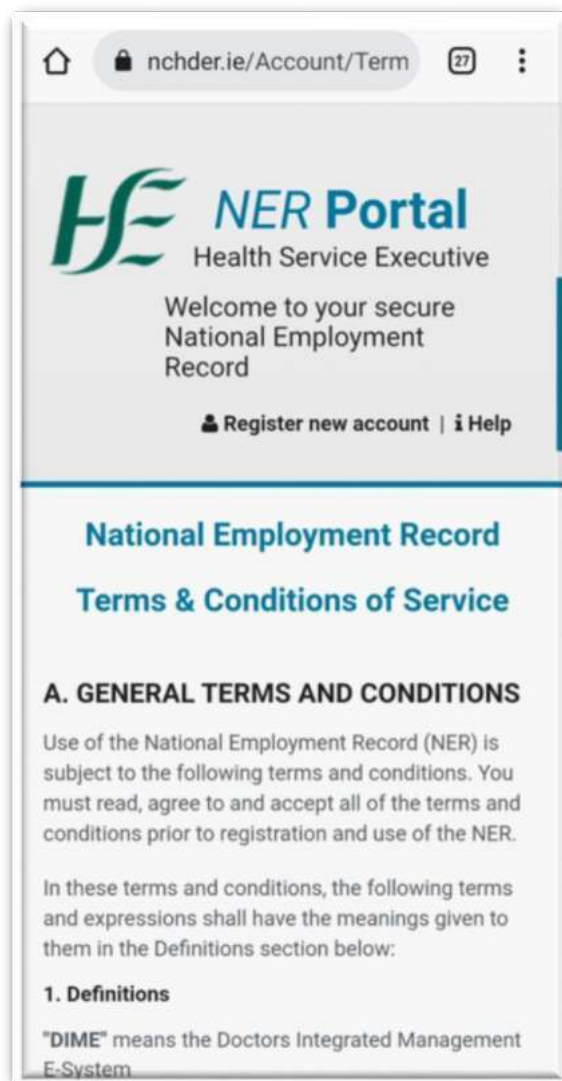 nchder.ie/Account/Term
27
HSE NER Portal
Health Service Executive
Welcome to your secure
National Employment
Record
Register new account | i Help
National Employment Record
Terms & Conditions of Service
A. GENERAL TERMS AND CONDITIONS
Use of the National Employment Record (NER) is
subject to the following terms and conditions. You
must read, agree to and accept all of the terms and
conditions prior to registration and use of the NER.
In these terms and conditions, the following terms
and expressions shall have the meanings given to
them in the Definitions section below:
1. Definitions
"DIME" means the Doctors Integrated Management
E-System